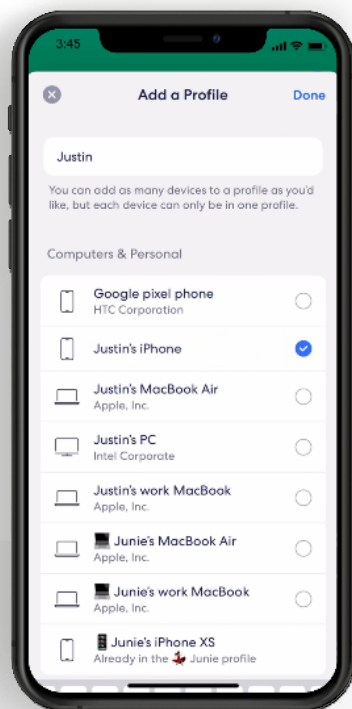 3:45
Add a Profile
Done
Justin
You can add as many devices to a profile as you'd
like, but each device can only be in one profile.
Computers & Personal
Google pixel phone
HTC Corporation
Justin's iPhone
Justin's MacBook Air
Apple, Inc.
Justin's PC
Intel Corporate
Justin's work MacBook
Apple, Inc.
💻 Junie's MacBook Air
Apple, Inc.
💻 Junie's work MacBook
Apple, Inc.
📱 Junie's iPhone XS
Already in the 💃 Junie profile